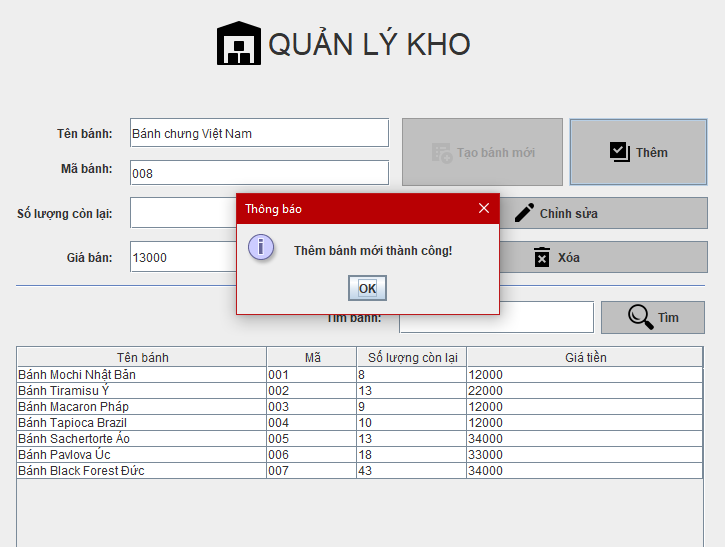 QUẢN LÝ KHO
Tên bánh: Bánh chưng Việt Nam Tạo bánh mới Thêm
Mã bánh: 008
Số lượng còn lại: Chỉnh sửa
Giá bán: 13000 Xóa
Thông báo
Thêm bánh mới thành công!
OK
Tìm bánh: Tìm
Tên bánh Mã Số lượng còn lại Giá tiền
Bánh Mochi Nhật Bản 001 8 12000
Bánh Tiramisu Ý 002 13 22000
Bánh Macaron Pháp 003 9 12000
Bánh Tapioca Brazil 004 10 12000
Bánh Sachertorte Áo 005 13 34000
Bánh Pavlova Úc 006 18 33000
Bánh Black Forest Đức 007 43 34000